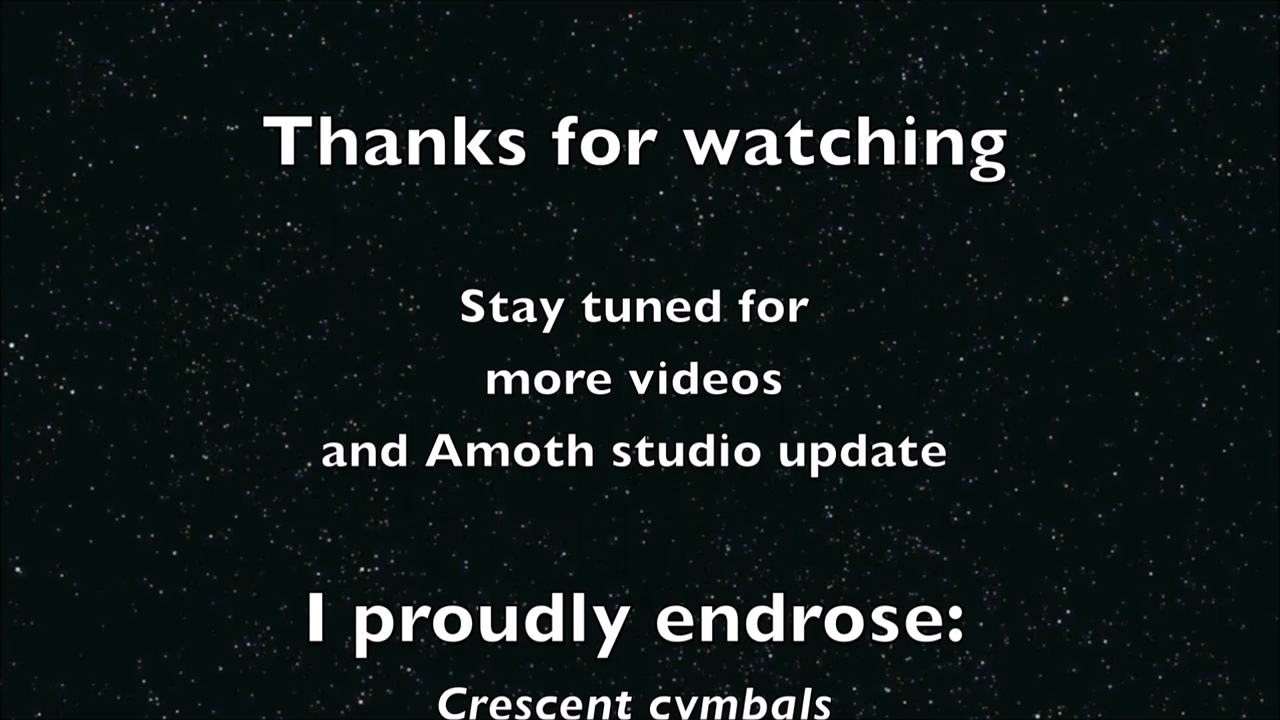 Thanks for watching
Stay tuned for
more videos
and Amoth studio update
I proudly endrose:
Crescent cymbals